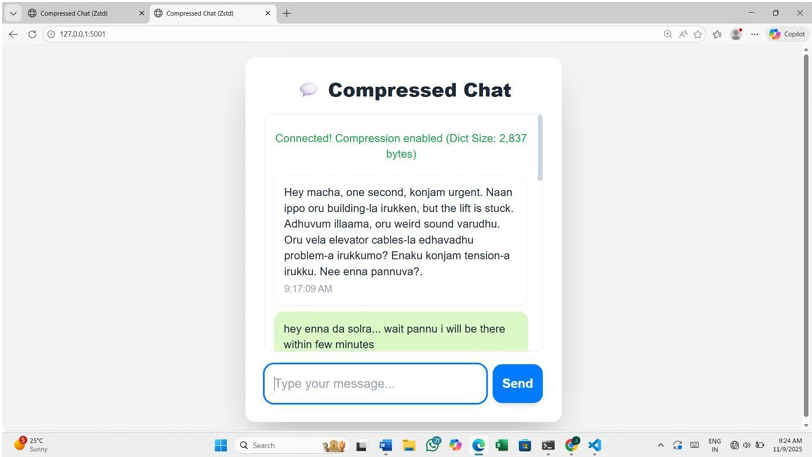 Compressed Chat (Zstd)
Compressed Chat (Zstd)
127.0.0.1:5001
Copilot
Compressed Chat
Connected! Compression enabled (Dict Size: 2,837
bytes)
Hey macha, one second, konjam urgent. Naan
ippo oru building-la irukken, but the lift is stuck.
Adhuvum illaama, oru weird sound varudhu.
Oru vela elevator cables-la edhavadhu
problem-a irukkumo? Enaku konjam tension-a
irukku. Nee enna pannuva?.
9:17:09 AM
hey enna da solra... wait pannu i will be there
within few minutes
Type your message...
Send
5
25°C
Sunny
Search
21
ENG
IN
9:24 AM
11/9/2025